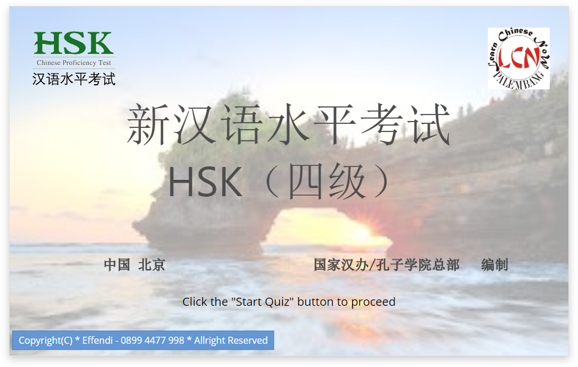 HSK
Chinese Proficiency Test
汉语水平考试
Learn Chinese Now
LCN
PALEMBANG
新汉语水平考试
HSK（四级）
中国 北京
国家汉办/孔子学院总部 编制
Click the "Start Quiz" button to proceed
Copyright(C) * Effendi - 0899 4477 998 * Allright Reserved